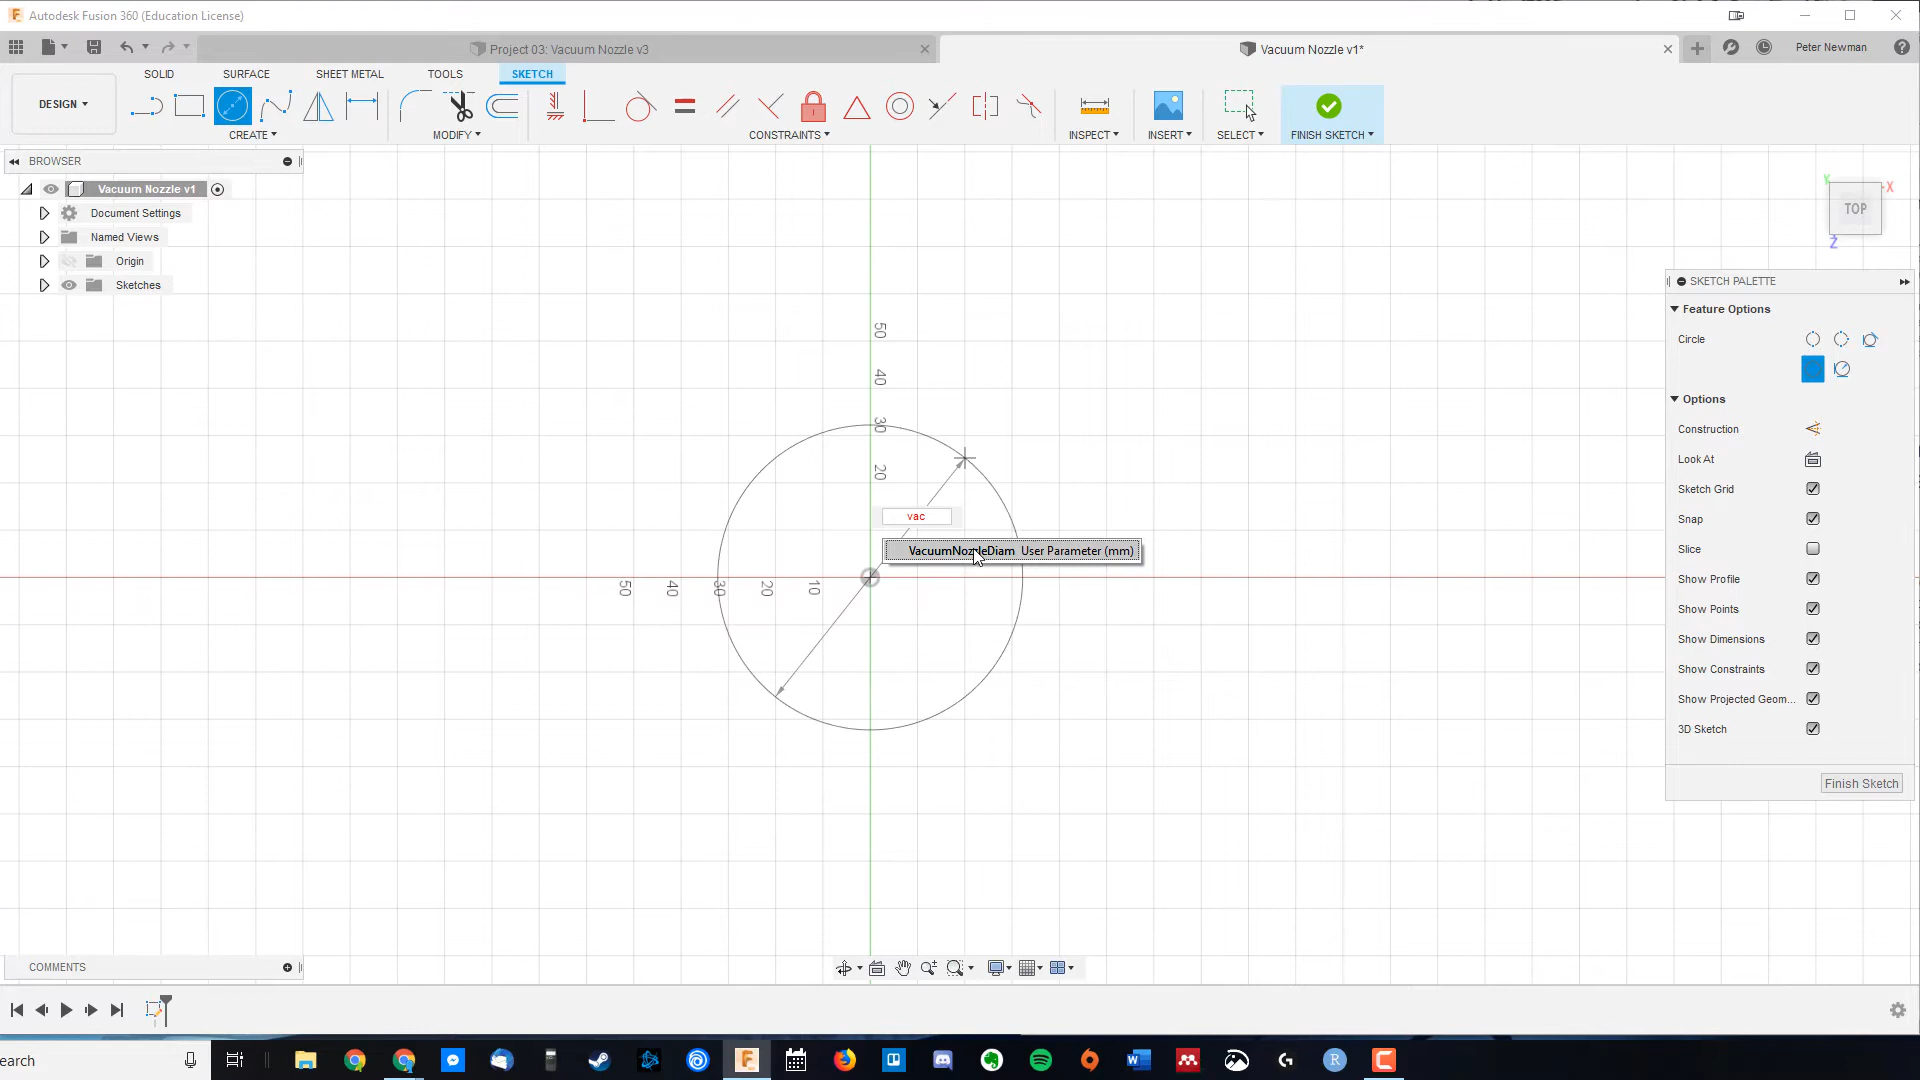 Autodesk Fusion 360 (Education License)
Project 03: Vacuum Nozzle v3
Vacuum Nozzle v1*
Peter Newman
SOLID SURFACE SHEET METAL TOOLS SKETCH
DESIGN
CREATE MODIFY CONSTRAINTS INSPECT INSERT SELECT FINISH SKETCH
BROWSER
Vacuum Nozzle v1
Document Settings
Named Views
Origin
Sketches
TOP
X
Y
Z
SKETCH PALETTE
Feature Options
Circle
Options
Construction
Look At
Sketch Grid
Snap
Slice
Show Profile
Show Points
Show Dimensions
Show Constraints
Show Projected Geom...
3D Sketch
Finish Sketch
50
40
30
20
vac
VacuumNozzleDiam User Parameter (mm)
50 40 30 20 10
COMMENTS
earch